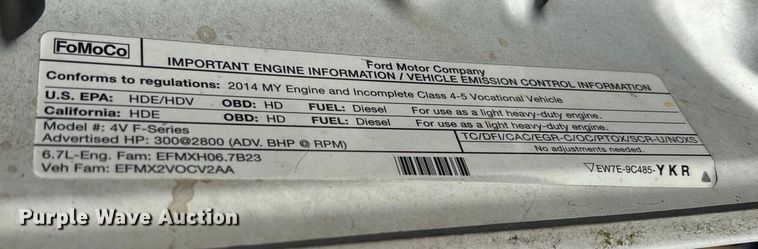 FoMoCo
Ford Motor Company
IMPORTANT ENGINE INFORMATION / VEHICLE EMISSION CONTROL INFORMATION
Conforms to regulations: 2014 MY Engine and Incomplete Class 4-5 Vocational Vehicle
U.S. EPA: HDE/HDV OBD: HD FUEL: Diesel For use as a light heavy-duty engine.
California: HDE OBD: HD FUEL: Diesel For use as a light heavy-duty engine.
Model #: 4V F-Series
TC/DFI/CAC/EGR-C/OC/PTOX/SCR-U/NOXS
Advertised HP: 300@2800 (ADV. BHP @ RPM)
No adjustments needed.
6.7L-Eng. Fam: EFMXH06.7B23
Veh Fam: EFMX2VOCV2AA
EW7E-9C485-YKR
Purple Wave Auction